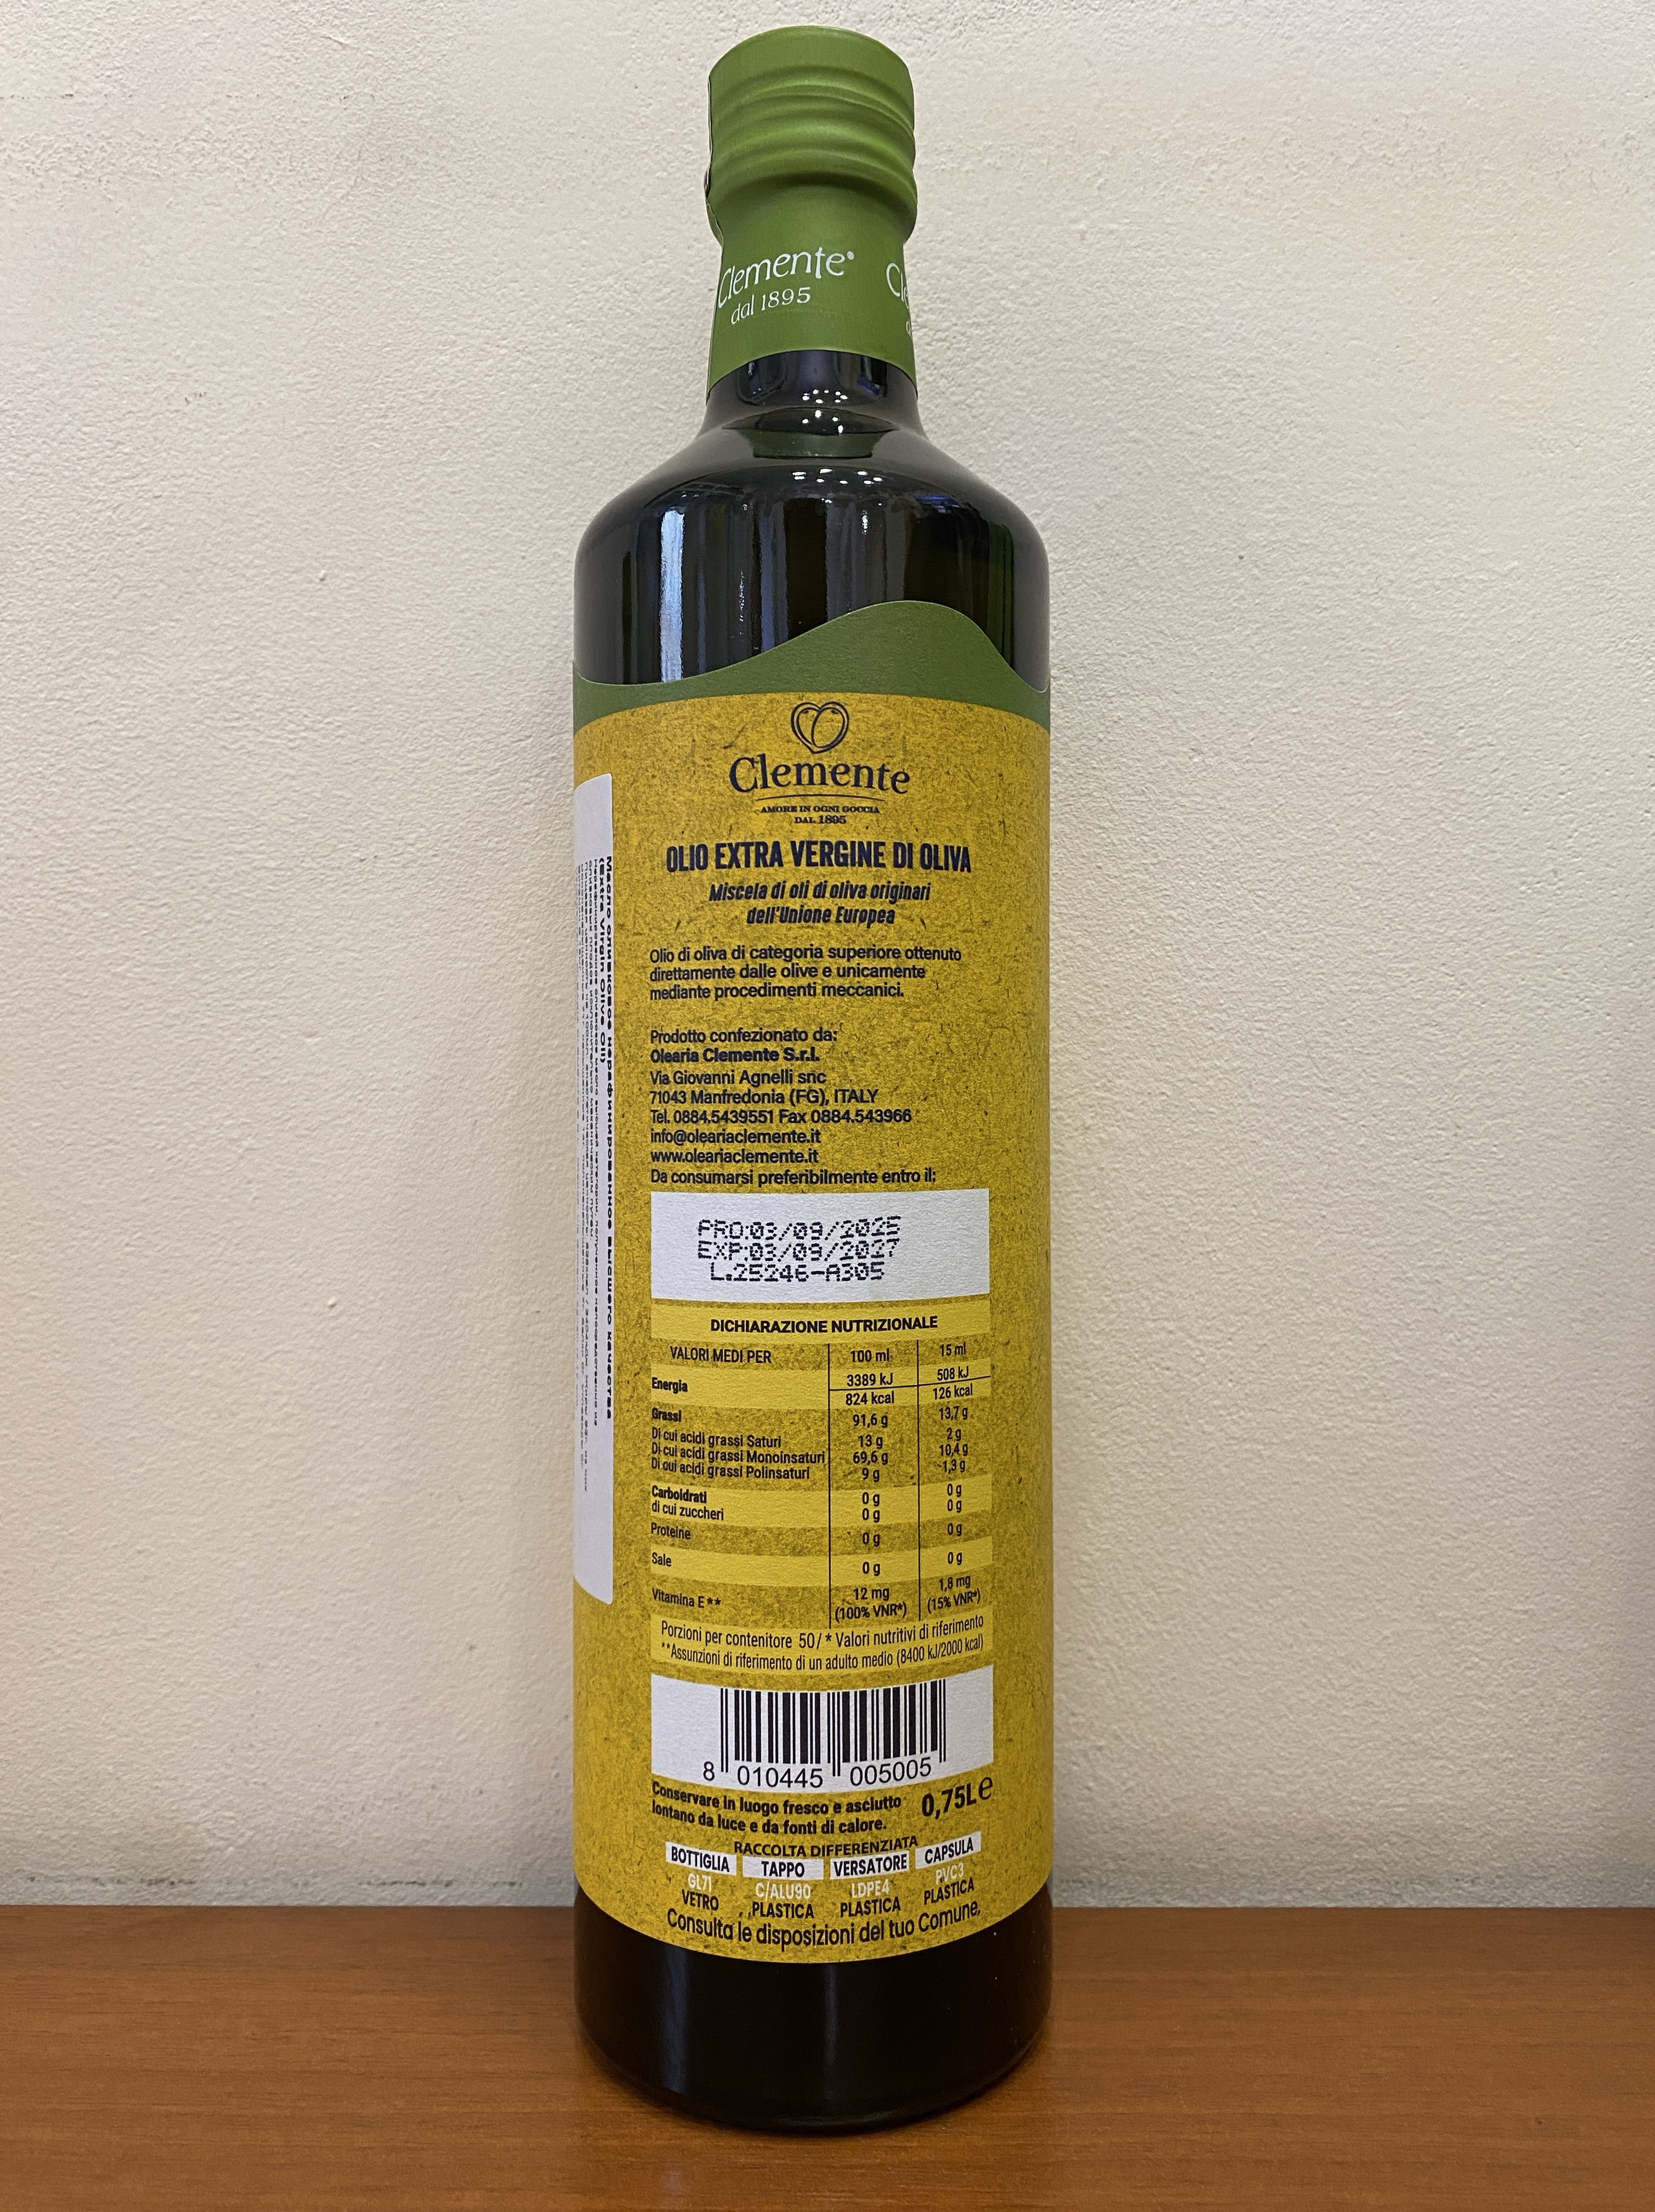 Clemente®
dal 1895
Clemente
AMORE IN OGNI GOCCIA
DAL 1895
OLIO EXTRA VERGINE DI OLIVA
Miscela di oli di oliva originari
dell'Unione Europea
Olio di oliva di categoria superiore ottenuto
direttamente dalle olive e unicamente
mediante procedimenti meccanici.
Prodotto confezionato da:
Olearia Clemente S.r.l.
Via Giovanni Agnelli snc
71043 Manfredonia (FG), ITALY
Tel. 0884.5439551 Fax 0884.543966
info@oleariaclemente.it
www.oleariaclemente.it
Da consumarsi preferibilmente entro il:
PRO:03/09/2025
EXP:03/09/2027
L.25246-A305
DICHIARAZIONE NUTRIZIONALE
VALORI MEDI PER 100 ml 15 ml
Energia 3389 kJ 508 kJ
824 kcal 126 kcal
Grassi 91,6 g 13,7 g
Di cui acidi grassi Saturi 13 g 2 g
Di cui acidi grassi Monoinsaturi 69,6 g 10,4 g
Di cui acidi grassi Polinsaturi 9 g 1,3 g
Carboidrati 0 g 0 g
di cui zuccheri 0 g 0 g
Proteine 0 g 0 g
Sale 0 g 0 g
Vitamina E** 12 mg 1,8 mg
(100% VNR*) (15% VNR*)
Porzioni per contenitore 50/ * Valori nutritivi di riferimento
**Assunzioni di riferimento di un adulto medio (8400 kJ/2000 kcal)
8 010445 005005
Conservare in luogo fresco e asciutto
lontano da luce e da fonti di calore.
0,75L e
RACCOLTA DIFFERENZIATA
BOTTIGLIA TAPPO VERSATORE CAPSULA
GL71 C/ALU90 LDPE4 PVC3
VETRO PLASTICA PLASTICA PLASTICA
Consulta le disposizioni del tuo Comune.
Масло оливковое нерафинированное высшего качества
(Extra Virgin Olive Oil)